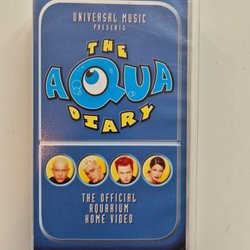 UNIVERSAL MUSIC
PRESENTS
THE
AQUA
DIARY
THE OFFICIAL
AQUARIUM
HOME VIDEO